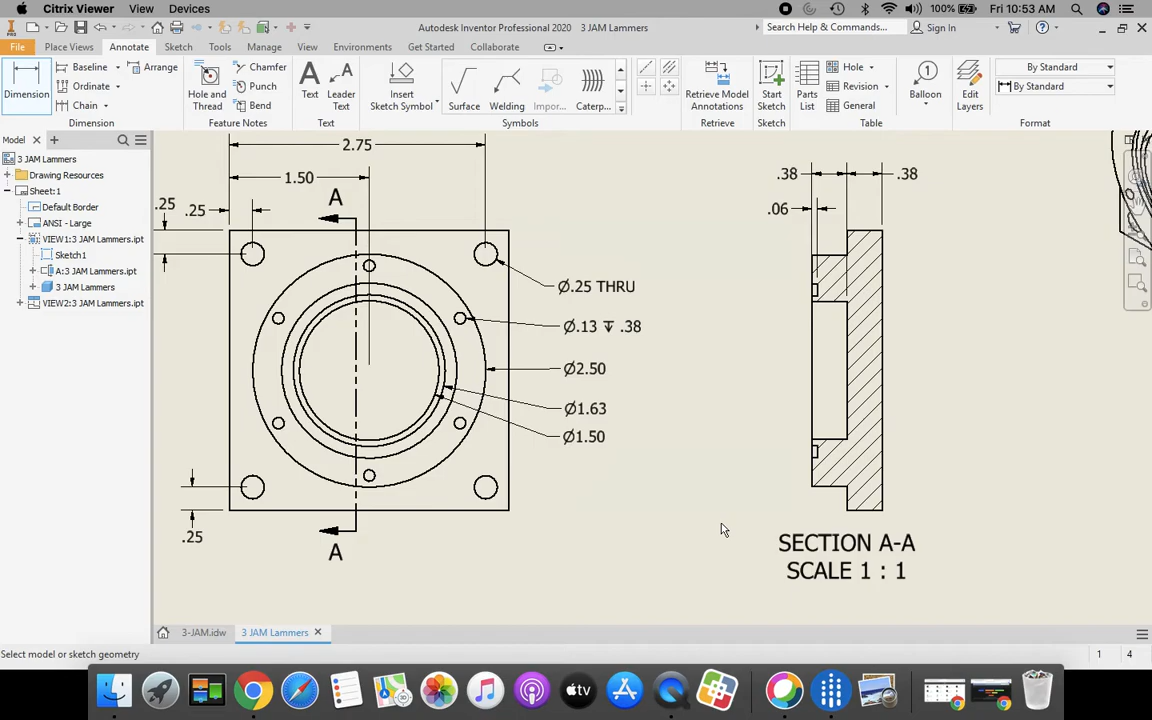 Citrix Viewer View Devices 100% Fri 10:53 AM
Autodesk Inventor Professional 2020 3 JAM Lammers Search Help & Commands... Sign In
File Place Views Annotate Sketch Tools Manage View Environments Get Started Collaborate
Dimension Baseline Ordinate Chain Arrange
Dimension
Hole and Thread Chamfer Punch Bend
Feature Notes
Text Leader Text
Text
Insert Sketch Symbol Surface Welding Impor... Caterp...
Symbols
Retrieve Model Annotations
Retrieve
Start Sketch
Sketch
Parts List Hole Revision General
Table
Balloon 1
Edit Layers By Standard By Standard
Format
Model
3 JAM Lammers
Drawing Resources
Sheet:1
Default Border
ANSI - Large
VIEW1:3 JAM Lammers.ipt
Sketch1
A:3 JAM Lammers.ipt
3 JAM Lammers
VIEW2:3 JAM Lammers.ipt
2.75
1.50
.25
.25
A
Ø.25 THRU
Ø.13 ↧ .38
Ø2.50
Ø1.63
Ø1.50
.25
A
.38 .38
.06
SECTION A-A
SCALE 1 : 1
3-JAM.idw 3 JAM Lammers
Select model or sketch geometry 1 4
tv